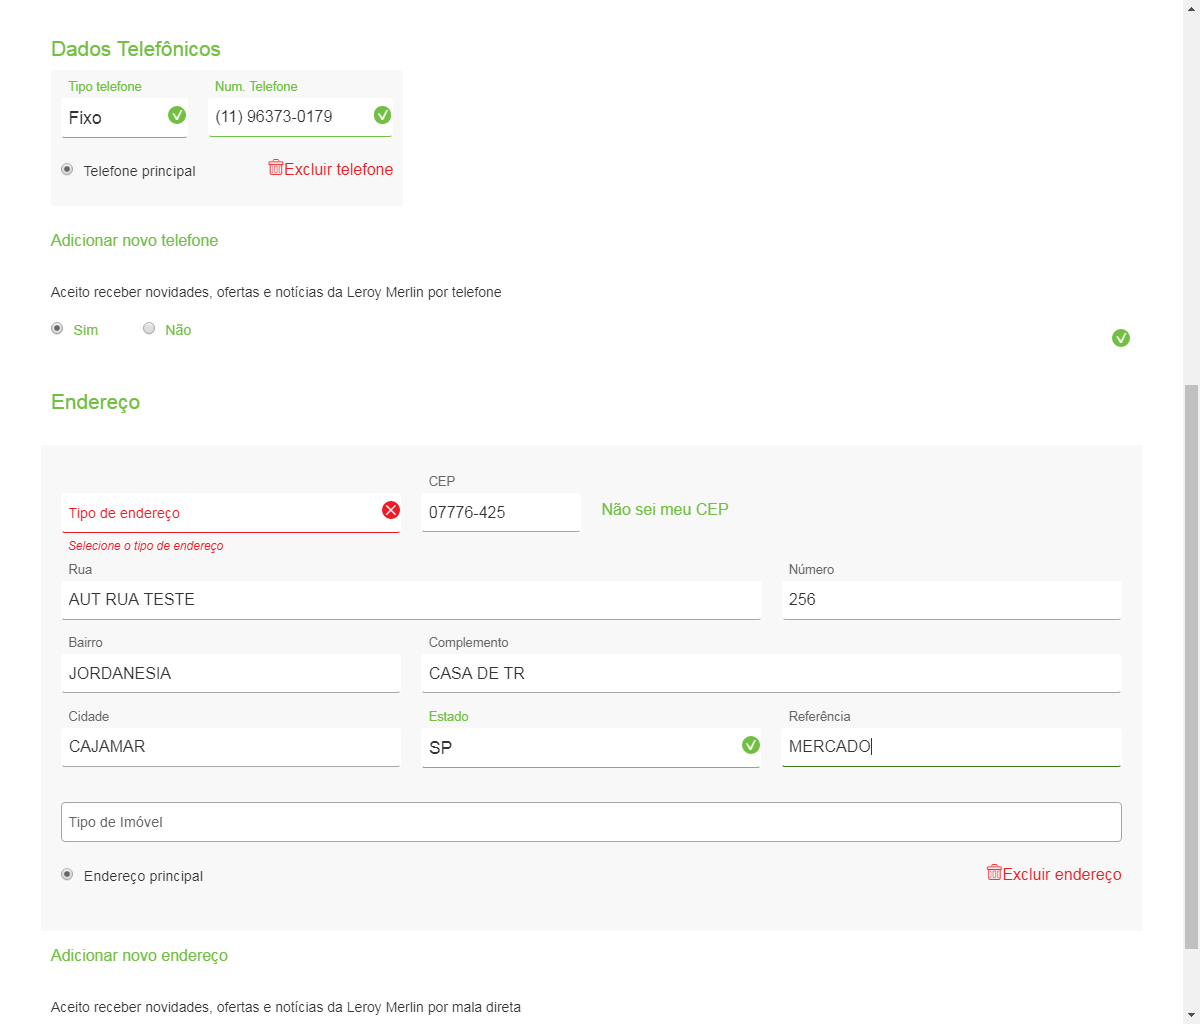 Dados Telefônicos
Tipo telefone Num. Telefone
Fixo (11) 96373-0179
Telefone principal Excluir telefone
Adicionar novo telefone
Aceito receber novidades, ofertas e notícias da Leroy Merlin por telefone
Sim Não
Endereço
CEP
Tipo de endereço 07776-425 Não sei meu CEP
Selecione o tipo de endereço
Rua Número
AUT RUA TESTE 256
Bairro Complemento
JORDANESIA CASA DE TR
Cidade Estado Referência
CAJAMAR SP MERCADO
Tipo de Imóvel
Endereço principal Excluir endereço
Adicionar novo endereço
Aceito receber novidades, ofertas e notícias da Leroy Merlin por mala direta